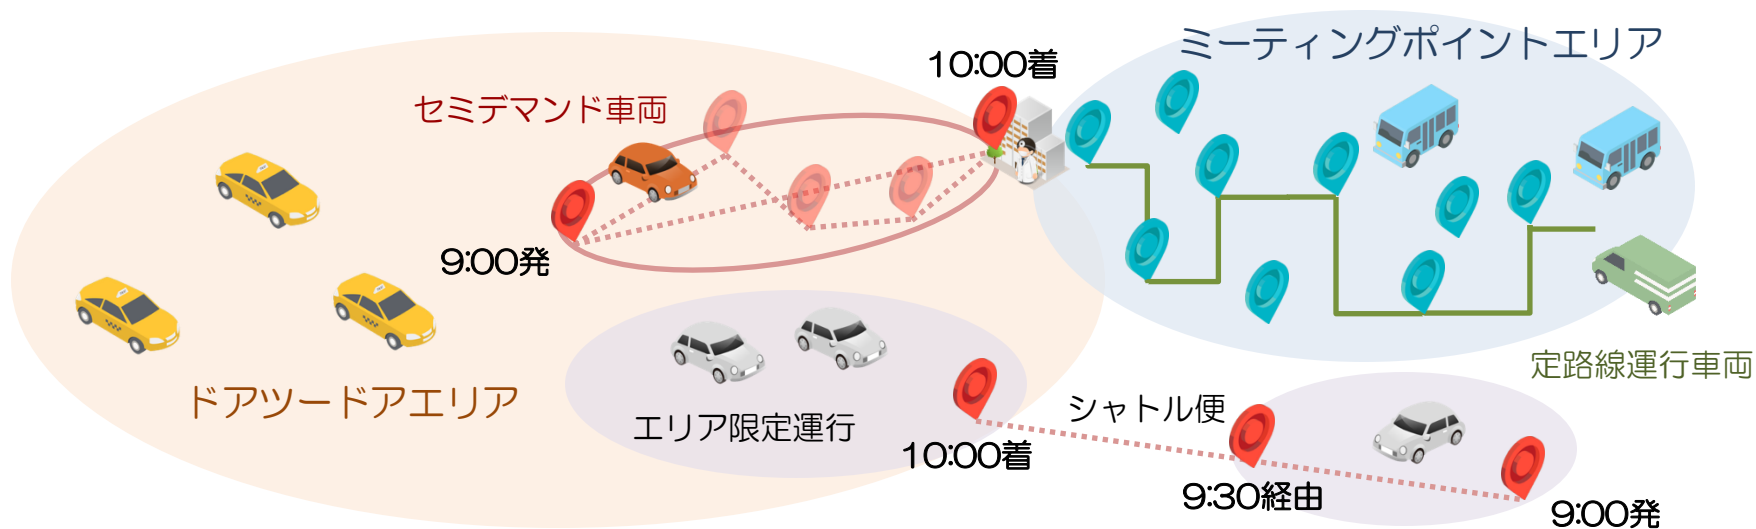 ミーティングポイントエリア
10:00着
セミデマンド車両
9:00発
定路線運行車両
ドアツードアエリア
シャトル便
エリア限定運行
10:00着
9:30経由
9:00発